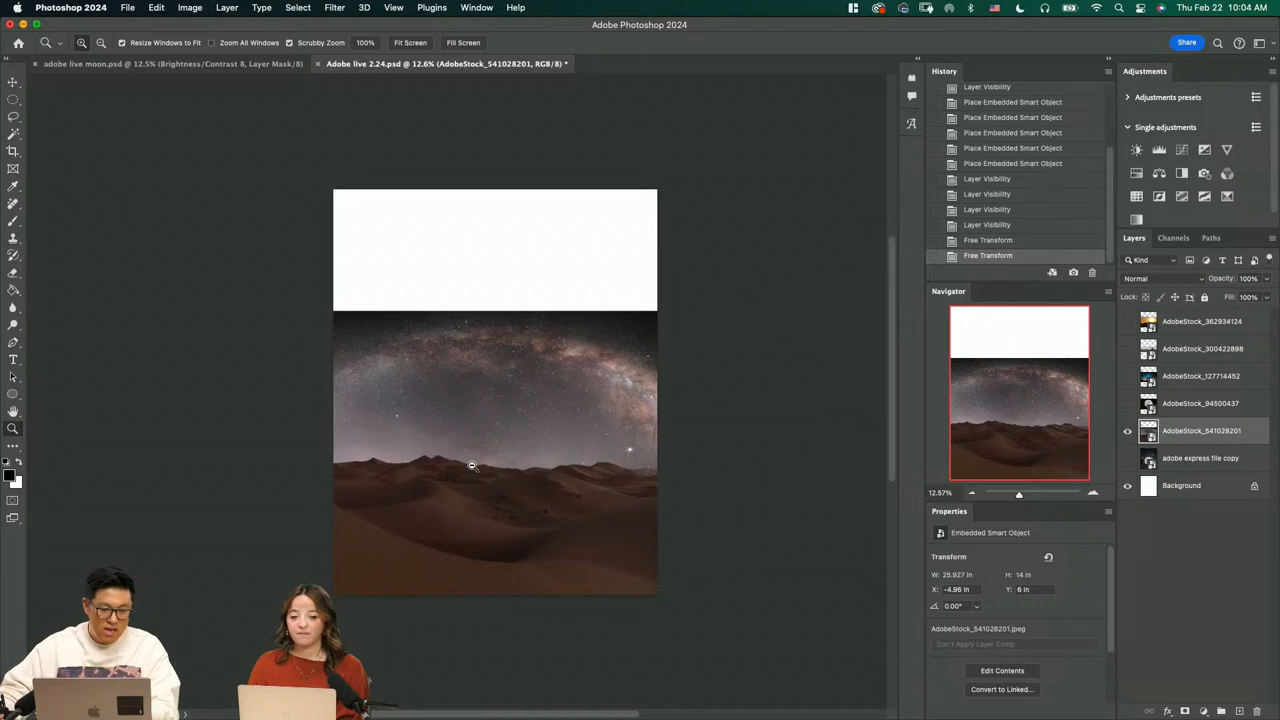 Photoshop 2024 File Edit Image Layer Type Select Filter 3D View Plugins Window Help Thu Feb 22 10:04 AM
Adobe Photoshop 2024
Resize Windows to Fit Zoom All Windows Scrubby Zoom 100% Fit Screen Fill Screen Share
adobe live moon.psd @ 12.5% (Brightness/Contrast 8, Layer Mask/8) Adobe live 2.24.psd @ 12.6% (AdobeStock_541028201, RGB/8) *
History
Layer Visibility
Place Embedded Smart Object
Place Embedded Smart Object
Place Embedded Smart Object
Place Embedded Smart Object
Place Embedded Smart Object
Layer Visibility
Layer Visibility
Layer Visibility
Layer Visibility
Free Transform
Free Transform
Navigator
12.57%
Properties
Embedded Smart Object
Transform
W: 25.927 in H: 14 in
X: -4.96 in Y: 6 in
0.00°
AdobeStock_541028201.jpeg
Don't Apply Layer Comp
Edit Contents
Convert to Linked...
Adjustments
Adjustments presets
Single adjustments
Layers Channels Paths
Kind
Normal Opacity: 100%
Lock: Fill: 100%
AdobeStock_362934124
AdobeStock_300422898
AdobeStock_127714452
AdobeStock_94500437
AdobeStock_541028201
adobe express file copy
Background